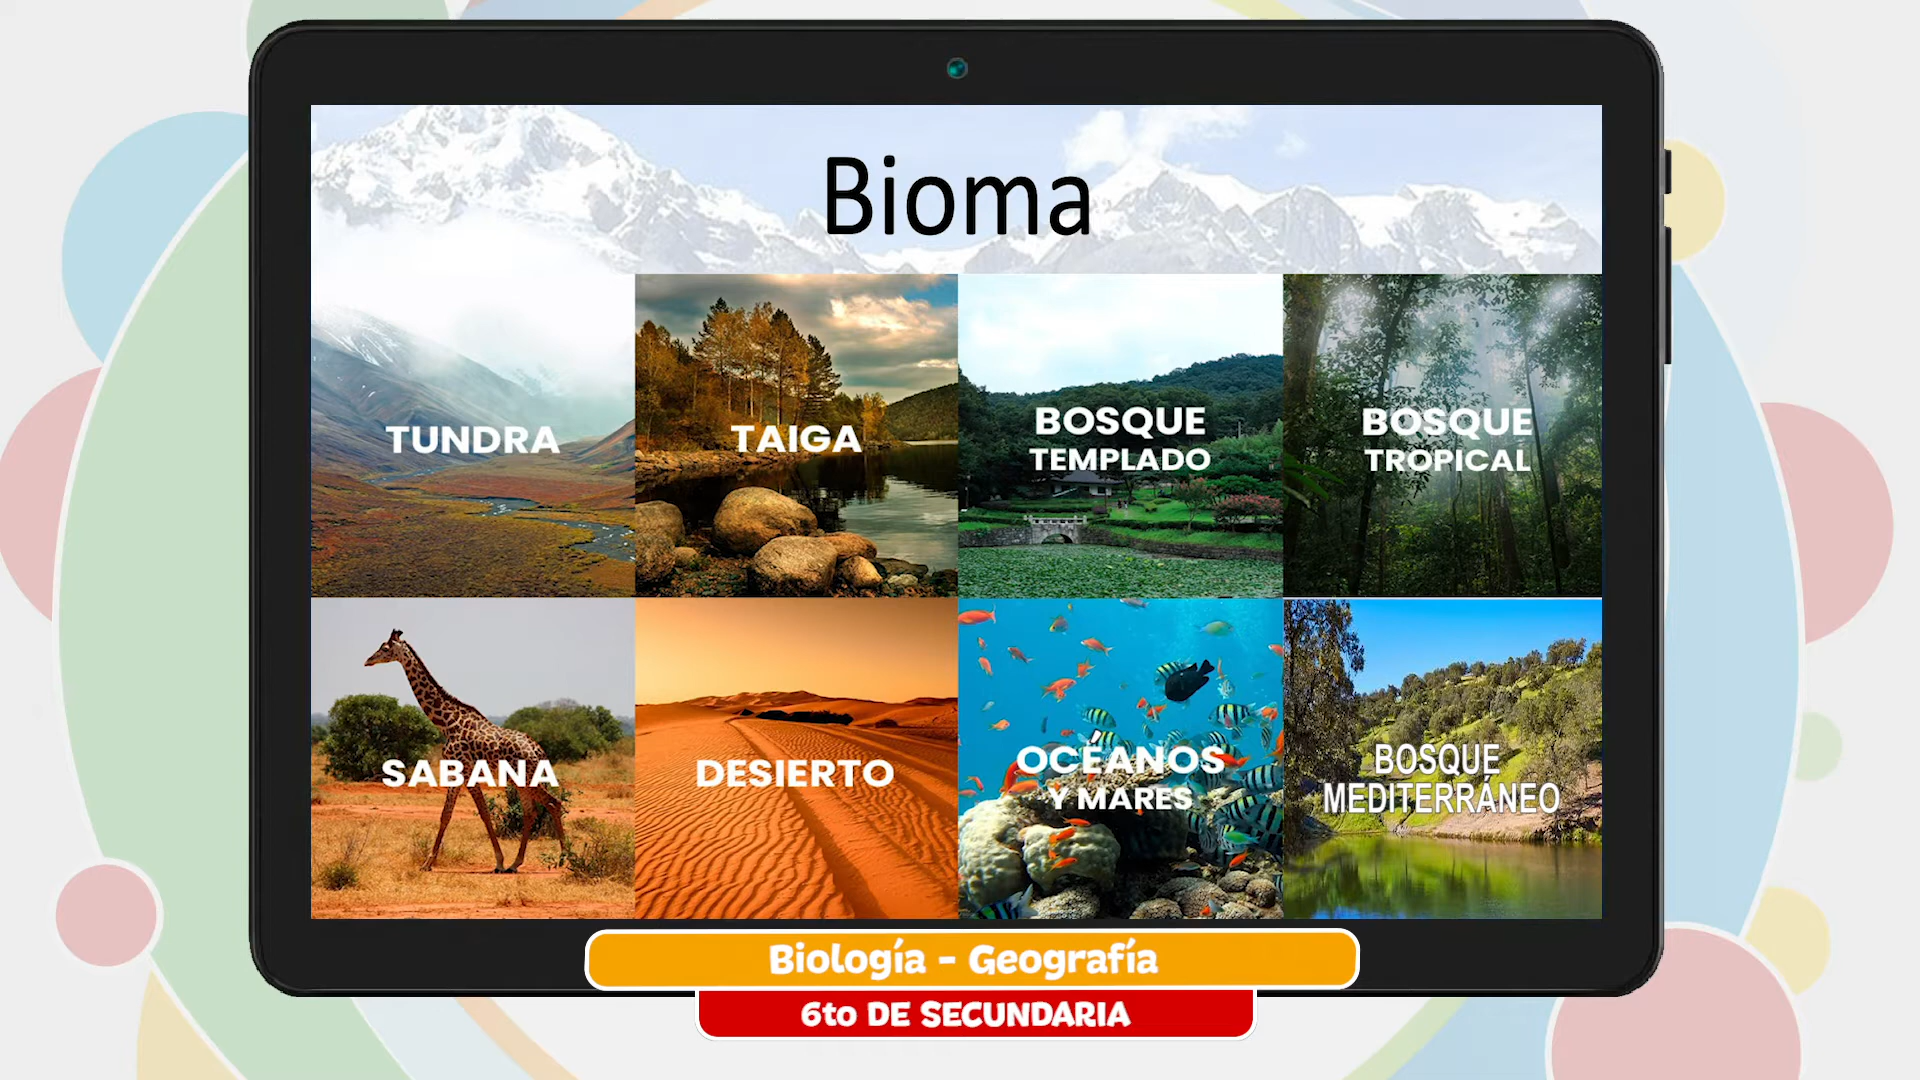 Bioma
TUNDRA
TAIGA
BOSQUE
TEMPLADO
BOSQUE
TROPICAL
SABANA
DESIERTO
OCÉANOS
Y MARES
BOSQUE
MEDITERRÁNEO
Biología - Geografía
6to DE SECUNDARIA